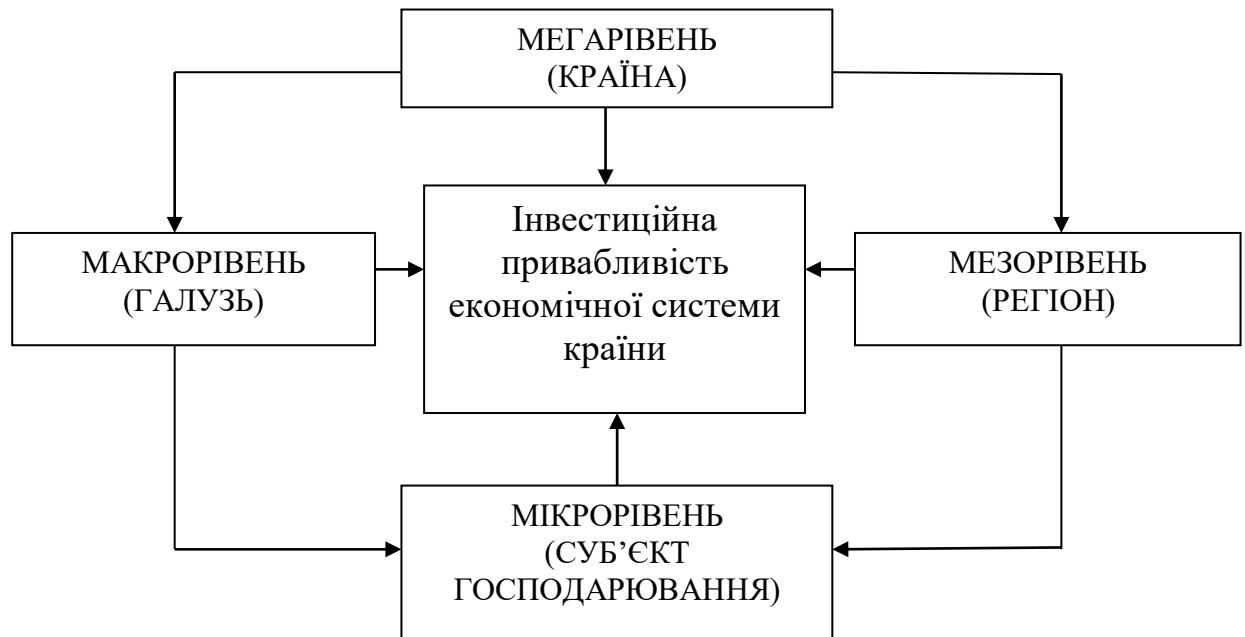 МЕГАРІВЕНЬ
(КРАЇНА)
МАКРОРІВЕНЬ
(ГАЛУЗЬ)
Інвестиційна
привабливість
економічної системи
країни
МЕЗОРІВЕНЬ
(РЕГІОН)
МІКРОРІВЕНЬ
(СУБ’ЄКТ
ГОСПОДАРЮВАННЯ)